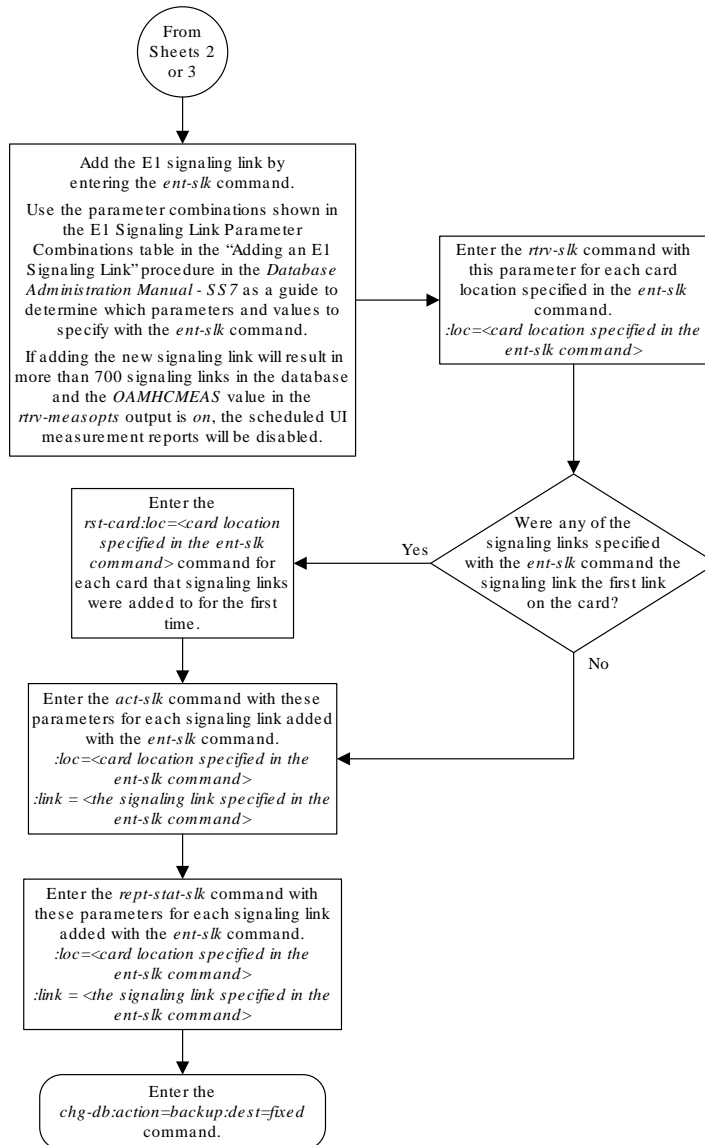 From
Sheets 2
or 3
Add the E1 signaling link by
entering the ent-slk command.
Use the parameter combinations shown in
the E1 Signaling Link Parameter
Combinations table in the “Adding an E1
Signaling Link” procedure in the Database
Administration Manual - SS7 as a guide to
determine which parameters and values to
specify with the ent-slk command.
If adding the new signaling link will result in
more than 700 signaling links in the database
and the OAMHCMEAS value in the
rtrv-measopts output is on, the scheduled UI
measurement reports will be disabled.
Enter the rtrv-slk command with
this parameter for each card
location specified in the ent-slk
command.
:loc=<card location specified in the
ent-slk command>
Were any of the
signaling links specified
with the ent-slk command the
signaling link the first link
on the card?
Yes
No
Enter the
rst-card:loc=<card location
specified in the ent-slk
command> command for
each card that signaling links
were added to for the first
time.
Enter the act-slk command with these
parameters for each signaling link added
with the ent-slk command.
:loc=<card location specified in the
ent-slk command>
:link = <the signaling link specified in the
ent-slk command>
Enter the rept-stat-slk command with
these parameters for each signaling link
added with the ent-slk command.
:loc=<card location specified in the
ent-slk command>
:link = <the signaling link specified in the
ent-slk command>
Enter the
chg-db:action=backup:dest=fixed
command.